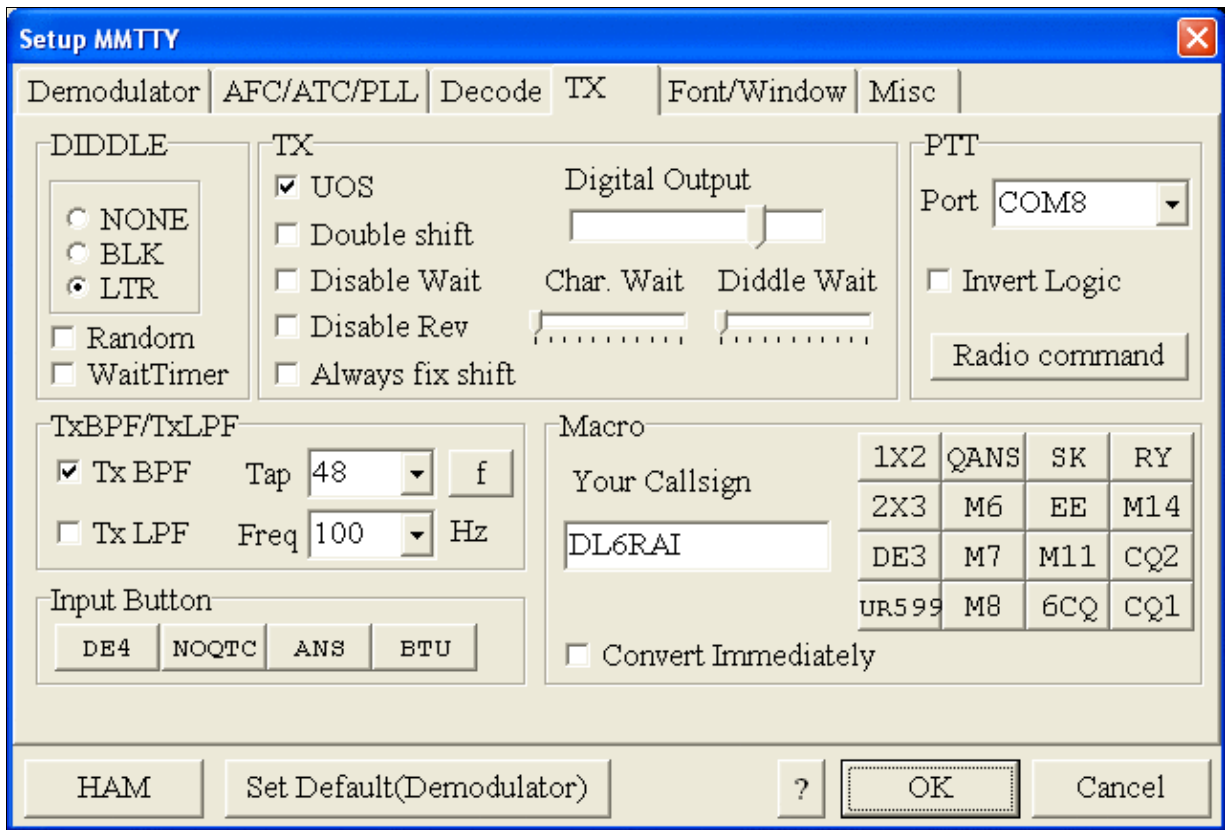 Setup MMTTY
Demodulator AFC/ATC/PLL Decode TX Font/Window Misc
DIDDLE
NONE
BLK
LTR
Random
WaitTimer
TX
UOS
Double shift
Disable Wait
Disable Rev
Always fix shift
Digital Output
Char. Wait Diddle Wait
PTT
Port COM8
Invert Logic
Radio command
TxBPF/TxLPF
Tx BPF Tap 48 f
Tx LPF Freq 100 Hz
Input Button
DE4 NOQTC ANS BTU
Macro
Your Callsign
DL6RAI
Convert Immediately
1X2 QANS SK RY
2X3 M6 EE M14
DE3 M7 M11 CQ2
UR599 M8 6CQ CQ1
HAM Set Default(Demodulator) ? OK Cancel